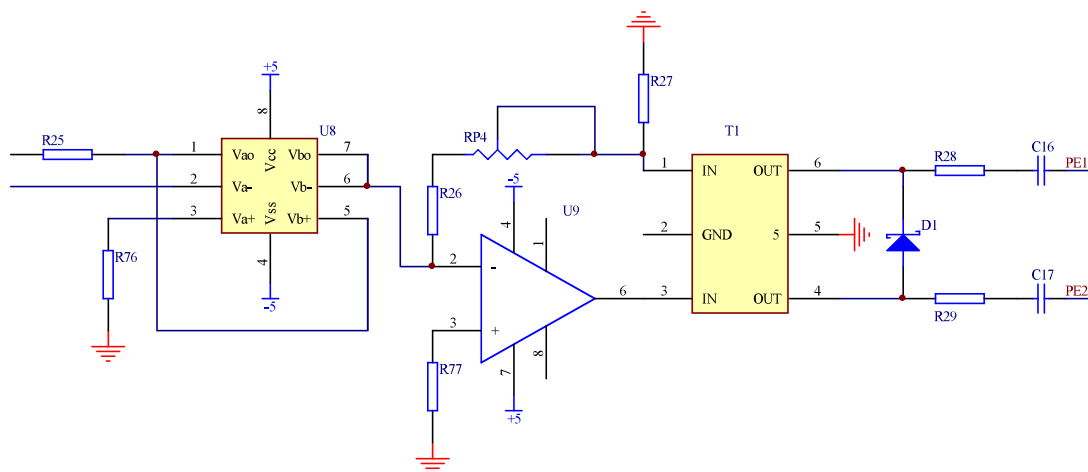 R25
+5
8
U8
1
Vao
Vcc
Vbo
7
2
Va-
Vb-
6
3
Va+
Vss
Vb+
5
R76
4
-5
RP4
R26
-5
4
U9
1
2
-
3
+
6
R77
7
8
+5
R27
T1
1
IN
OUT
6
2
GND
5
5
3
IN
OUT
4
R28
C16
PE1
D1
R29
C17
PE2